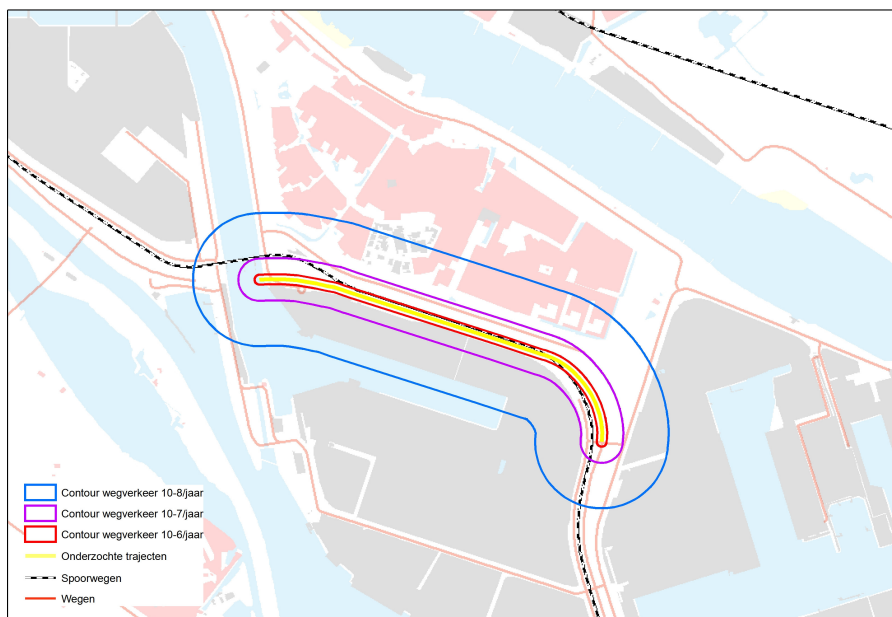 Contour wegverkeer 10-8/jaar
Contour wegverkeer 10-7/jaar
Contour wegverkeer 10-6/jaar
Onderzochte trajecten
Spoorwegen
Wegen